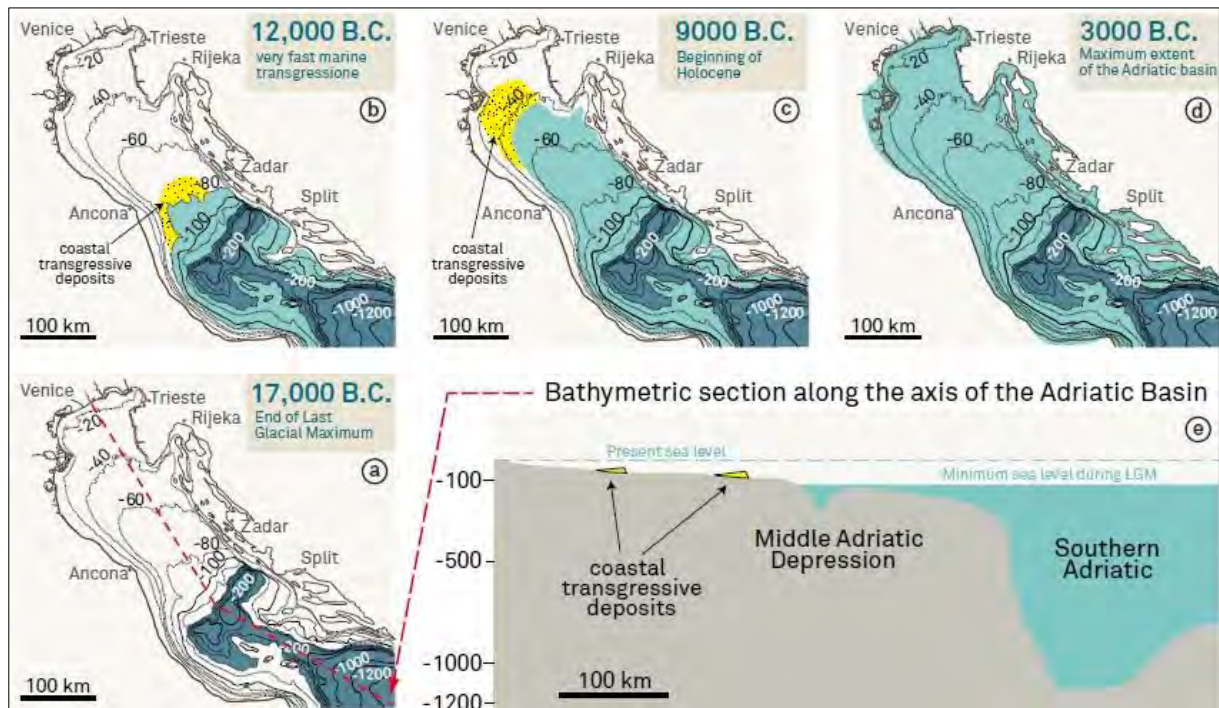 Venice
Trieste
Rijeka
12,000 B.C.
very fast marine
transgressione
b
-20
-40
-60
-80
-100
-200
-200
-1000
-1200
Zadar
Split
Ancona
coastal
transgressive
deposits
100 km
Venice
Trieste
Rijeka
9000 B.C.
Beginning of
Holocene
c
-20
-40
-60
-80
-100
-200
-200
-1000
-1200
Zadar
Split
Ancona
coastal
transgressive
deposits
100 km
Venice
Trieste
Rijeka
3000 B.C.
Maximum extent
of the Adriatic basin
d
-20
-40
-60
-80
-100
-200
-200
-1000
-1200
Zadar
Split
Ancona
100 km
Venice
Trieste
Rijeka
17,000 B.C.
End of Last
Glacial Maximum
a
-20
-40
-60
-80
-100
-200
-200
-1000
-1200
Zadar
Split
Ancona
100 km
Bathymetric section along the axis of the Adriatic Basin
e
Present sea level
Minimum sea level during LGM
-100
-500
-1000
-1200
coastal
transgressive
deposits
Middle Adriatic
Depression
Southern
Adriatic
100 km